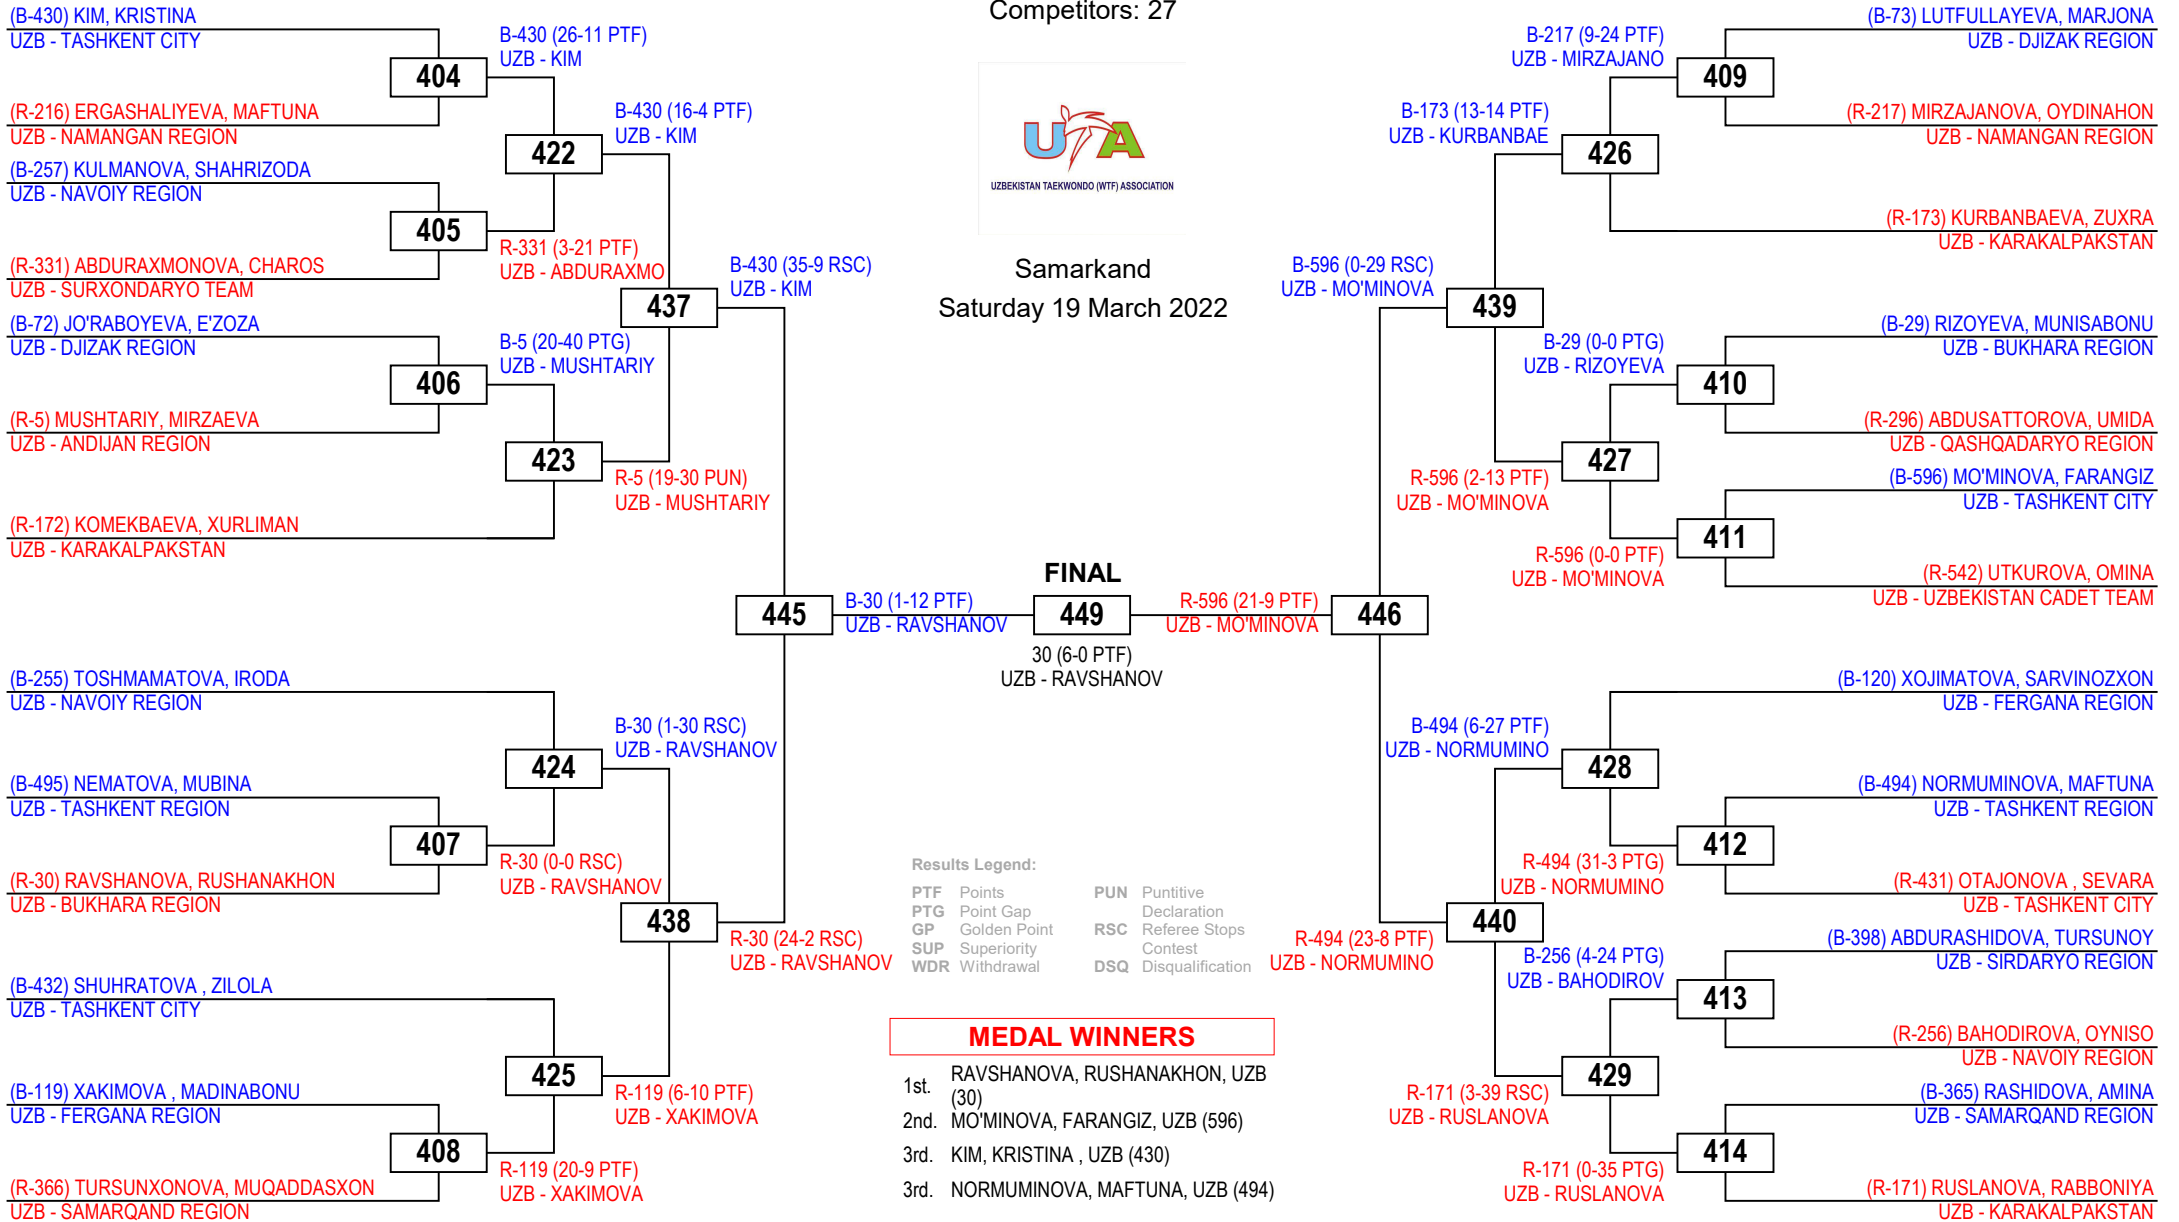 Competitors: 27
UZBEKISTAN TAEKWONDO (WTF) ASSOCIATION
Samarkand
Saturday 19 March 2022
(B-430) KIM, KRISTINA
UZB - TASHKENT CITY
404
(R-216) ERGASHALIYEVA, MAFTUNA
UZB - NAMANGAN REGION
(B-257) KULMANOVA, SHAHRIZODA
UZB - NAVOIY REGION
405
(R-331) ABDURAXMONOVA, CHAROS
UZB - SURXONDARYO TEAM
(B-72) JO'RABOYEVA, E'ZOZA
UZB - DJIZAK REGION
406
(R-5) MUSHTARIY, MIRZAEVA
UZB - ANDIJAN REGION
(R-172) KOMEKBAEVA, XURLIMAN
UZB - KARAKALPAKSTAN
(B-255) TOSHMAMATOVA, IRODA
UZB - NAVOIY REGION
(B-495) NEMATOVA, MUBINA
UZB - TASHKENT REGION
407
(R-30) RAVSHANOVA, RUSHANAKHON
UZB - BUKHARA REGION
(B-432) SHUHRATOVA , ZILOLA
UZB - TASHKENT CITY
(B-119) XAKIMOVA , MADINABONU
UZB - FERGANA REGION
408
(R-366) TURSUNXONOVA, MUQADDASXON
UZB - SAMARQAND REGION
B-430 (26-11 PTF)
UZB - KIM
422
R-331 (3-21 PTF)
UZB - ABDURAXMO
B-5 (20-40 PTG)
UZB - MUSHTARIY
423
424
R-30 (0-0 RSC)
UZB - RAVSHANOV
425
R-119 (20-9 PTF)
UZB - XAKIMOVA
B-430 (16-4 PTF)
UZB - KIM
437
R-5 (19-30 PUN)
UZB - MUSHTARIY
B-30 (1-30 RSC)
UZB - RAVSHANOV
438
R-119 (6-10 PTF)
UZB - XAKIMOVA
B-430 (35-9 RSC)
UZB - KIM
445
R-30 (24-2 RSC)
UZB - RAVSHANOV
B-30 (1-12 PTF)
UZB - RAVSHANOV
FINAL
449
30 (6-0 PTF)
UZB - RAVSHANOV
R-596 (21-9 PTF)
UZB - MO'MINOVA
446
B-596 (0-29 RSC)
UZB - MO'MINOVA
R-494 (23-8 PTF)
UZB - NORMUMINO
B-173 (13-14 PTF)
UZB - KURBANBAE
439
R-596 (2-13 PTF)
UZB - MO'MINOVA
B-494 (6-27 PTF)
UZB - NORMUMINO
440
R-171 (3-39 RSC)
UZB - RUSLANOVA
B-217 (9-24 PTF)
UZB - MIRZAJANO
426
B-29 (0-0 PTG)
UZB - RIZOYEVA
427
R-596 (0-0 PTF)
UZB - MO'MINOVA
428
R-494 (31-3 PTG)
UZB - NORMUMINO
B-256 (4-24 PTG)
UZB - BAHODIROV
429
R-171 (0-35 PTG)
UZB - RUSLANOVA
(B-73) LUTFULLAYEVA, MARJONA
UZB - DJIZAK REGION
409
(R-217) MIRZAJANOVA, OYDINAHON
UZB - NAMANGAN REGION
(R-173) KURBANBAEVA, ZUXRA
UZB - KARAKALPAKSTAN
(B-29) RIZOYEVA, MUNISABONU
UZB - BUKHARA REGION
410
(R-296) ABDUSATTOROVA, UMIDA
UZB - QASHQADARYO REGION
(B-596) MO'MINOVA, FARANGIZ
UZB - TASHKENT CITY
411
(R-542) UTKUROVA, OMINA
UZB - UZBEKISTAN CADET TEAM
(B-120) XOJIMATOVA, SARVINOZXON
UZB - FERGANA REGION
(B-494) NORMUMINOVA, MAFTUNA
UZB - TASHKENT REGION
412
(R-431) OTAJONOVA , SEVARA
UZB - TASHKENT CITY
(B-398) ABDURASHIDOVA, TURSUNOY
UZB - SIRDARYO REGION
413
(R-256) BAHODIROVA, OYNISO
UZB - NAVOIY REGION
(B-365) RASHIDOVA, AMINA
UZB - SAMARQAND REGION
414
(R-171) RUSLANOVA, RABBONIYA
UZB - KARAKALPAKSTAN
Results Legend:
PTF Points
PTG Point Gap
GP Golden Point
SUP Superiority
WDR Withdrawal
PUN Puntitive
Declaration
RSC Referee Stops
Contest
DSQ Disqualification
MEDAL WINNERS
1st. RAVSHANOVA, RUSHANAKHON, UZB
(30)
2nd. MO'MINOVA, FARANGIZ, UZB (596)
3rd. KIM, KRISTINA , UZB (430)
3rd. NORMUMINOVA, MAFTUNA, UZB (494)